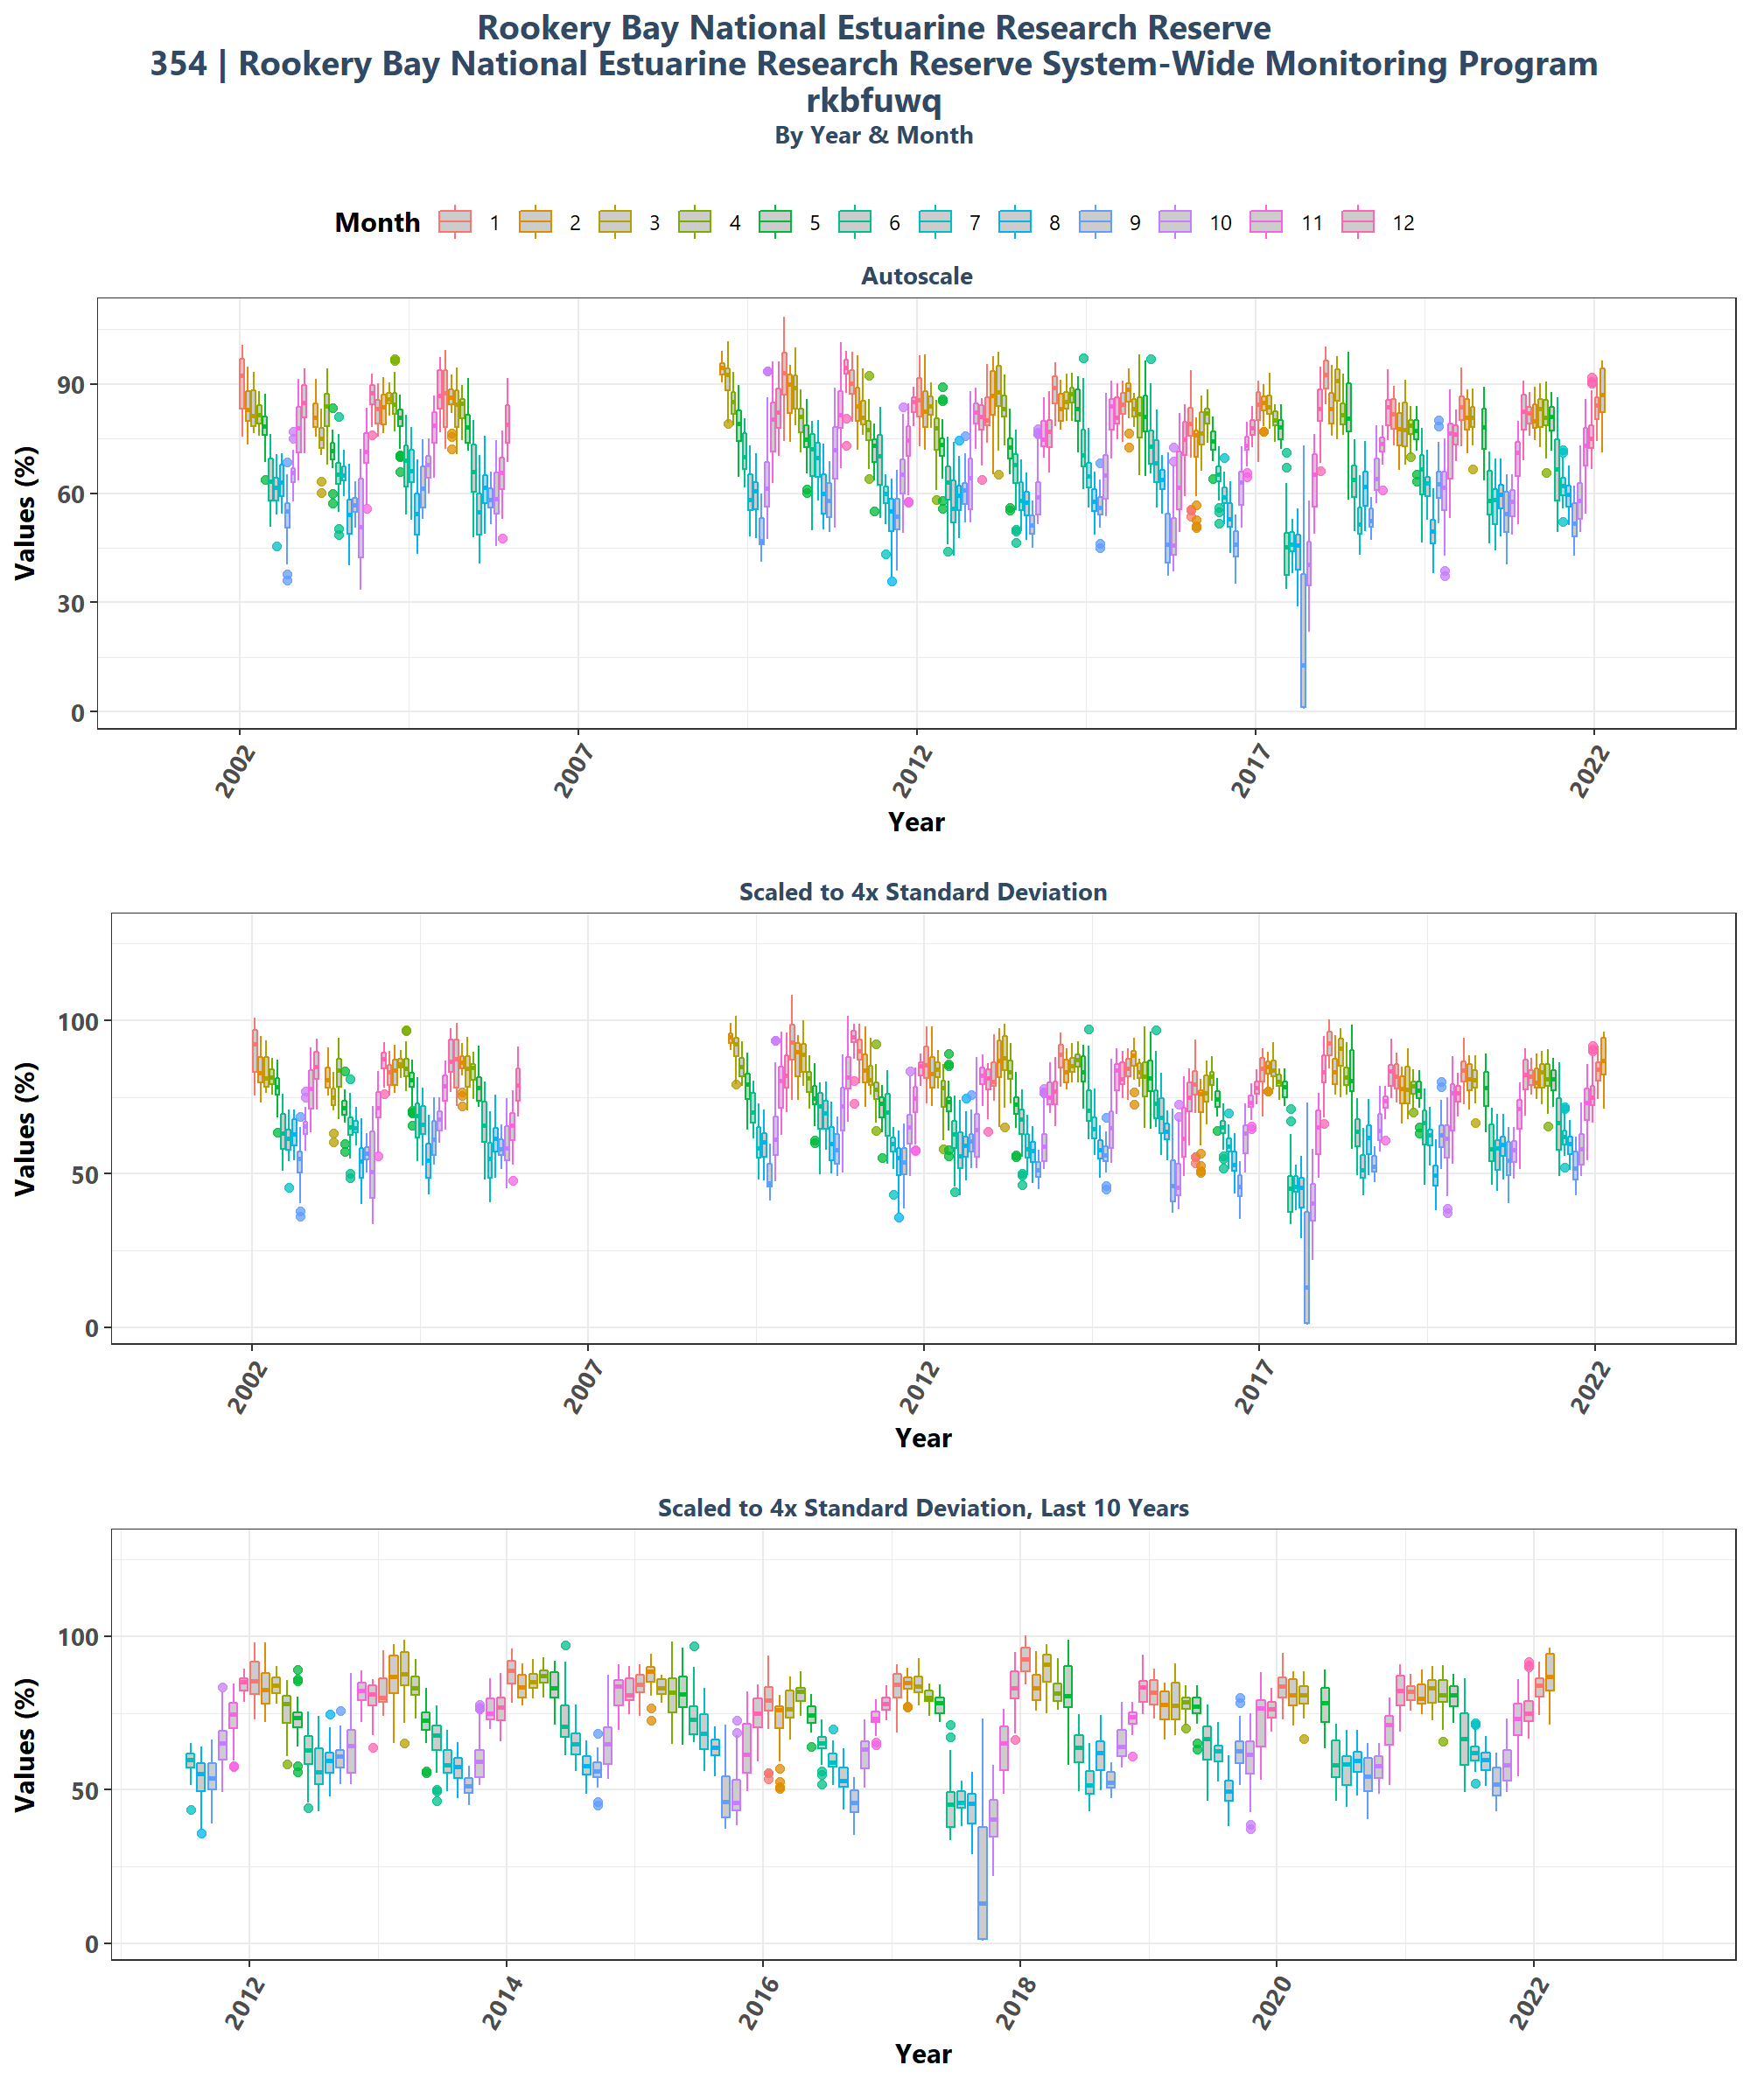 Rookery Bay National Estuarine Research Reserve
354 | Rookery Bay National Estuarine Research Reserve System-Wide Monitoring Program
rkbfuwq
By Year & Month
Month 1 2 3 4 5 6 7 8 9 10 11 12
Autoscale
Values (%)
90
60
30
0
2002 2007 2012 2017 2022
Year
Scaled to 4x Standard Deviation
Values (%)
100
50
0
2002 2007 2012 2017 2022
Year
Scaled to 4x Standard Deviation, Last 10 Years
Values (%)
100
50
0
2012 2014 2016 2018 2020 2022
Year